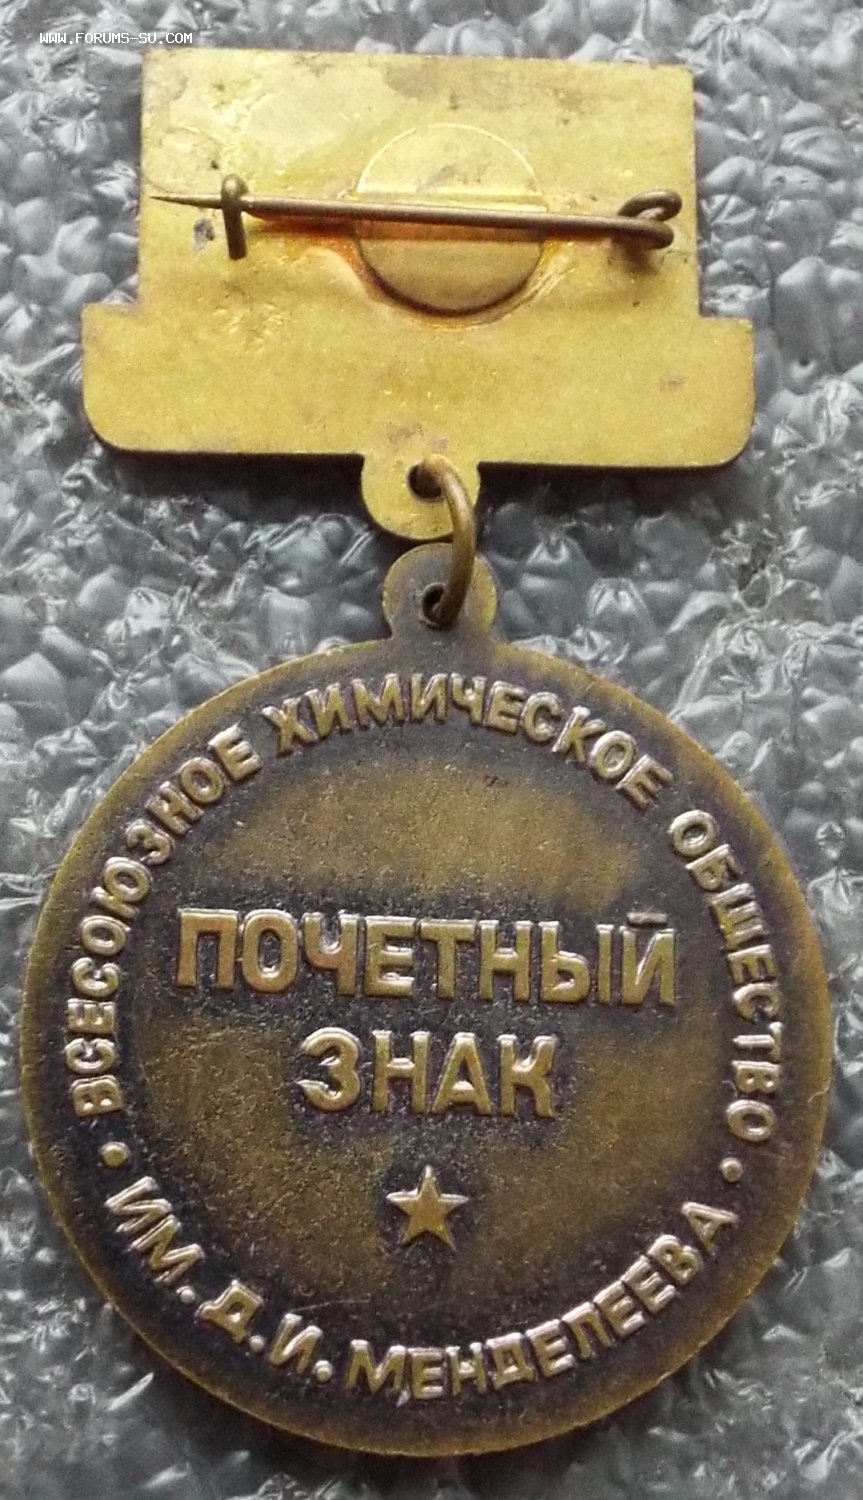 WWW.FORUMS-SU.COM
ВСЕСОЮЗНОЕ ХИМИЧЕСКОЕ ОБЩЕСТВО
ПОЧЕТНЫЙ
ЗНАК
• ИМ. Д. И. МЕНДЕЛЕЕВА •